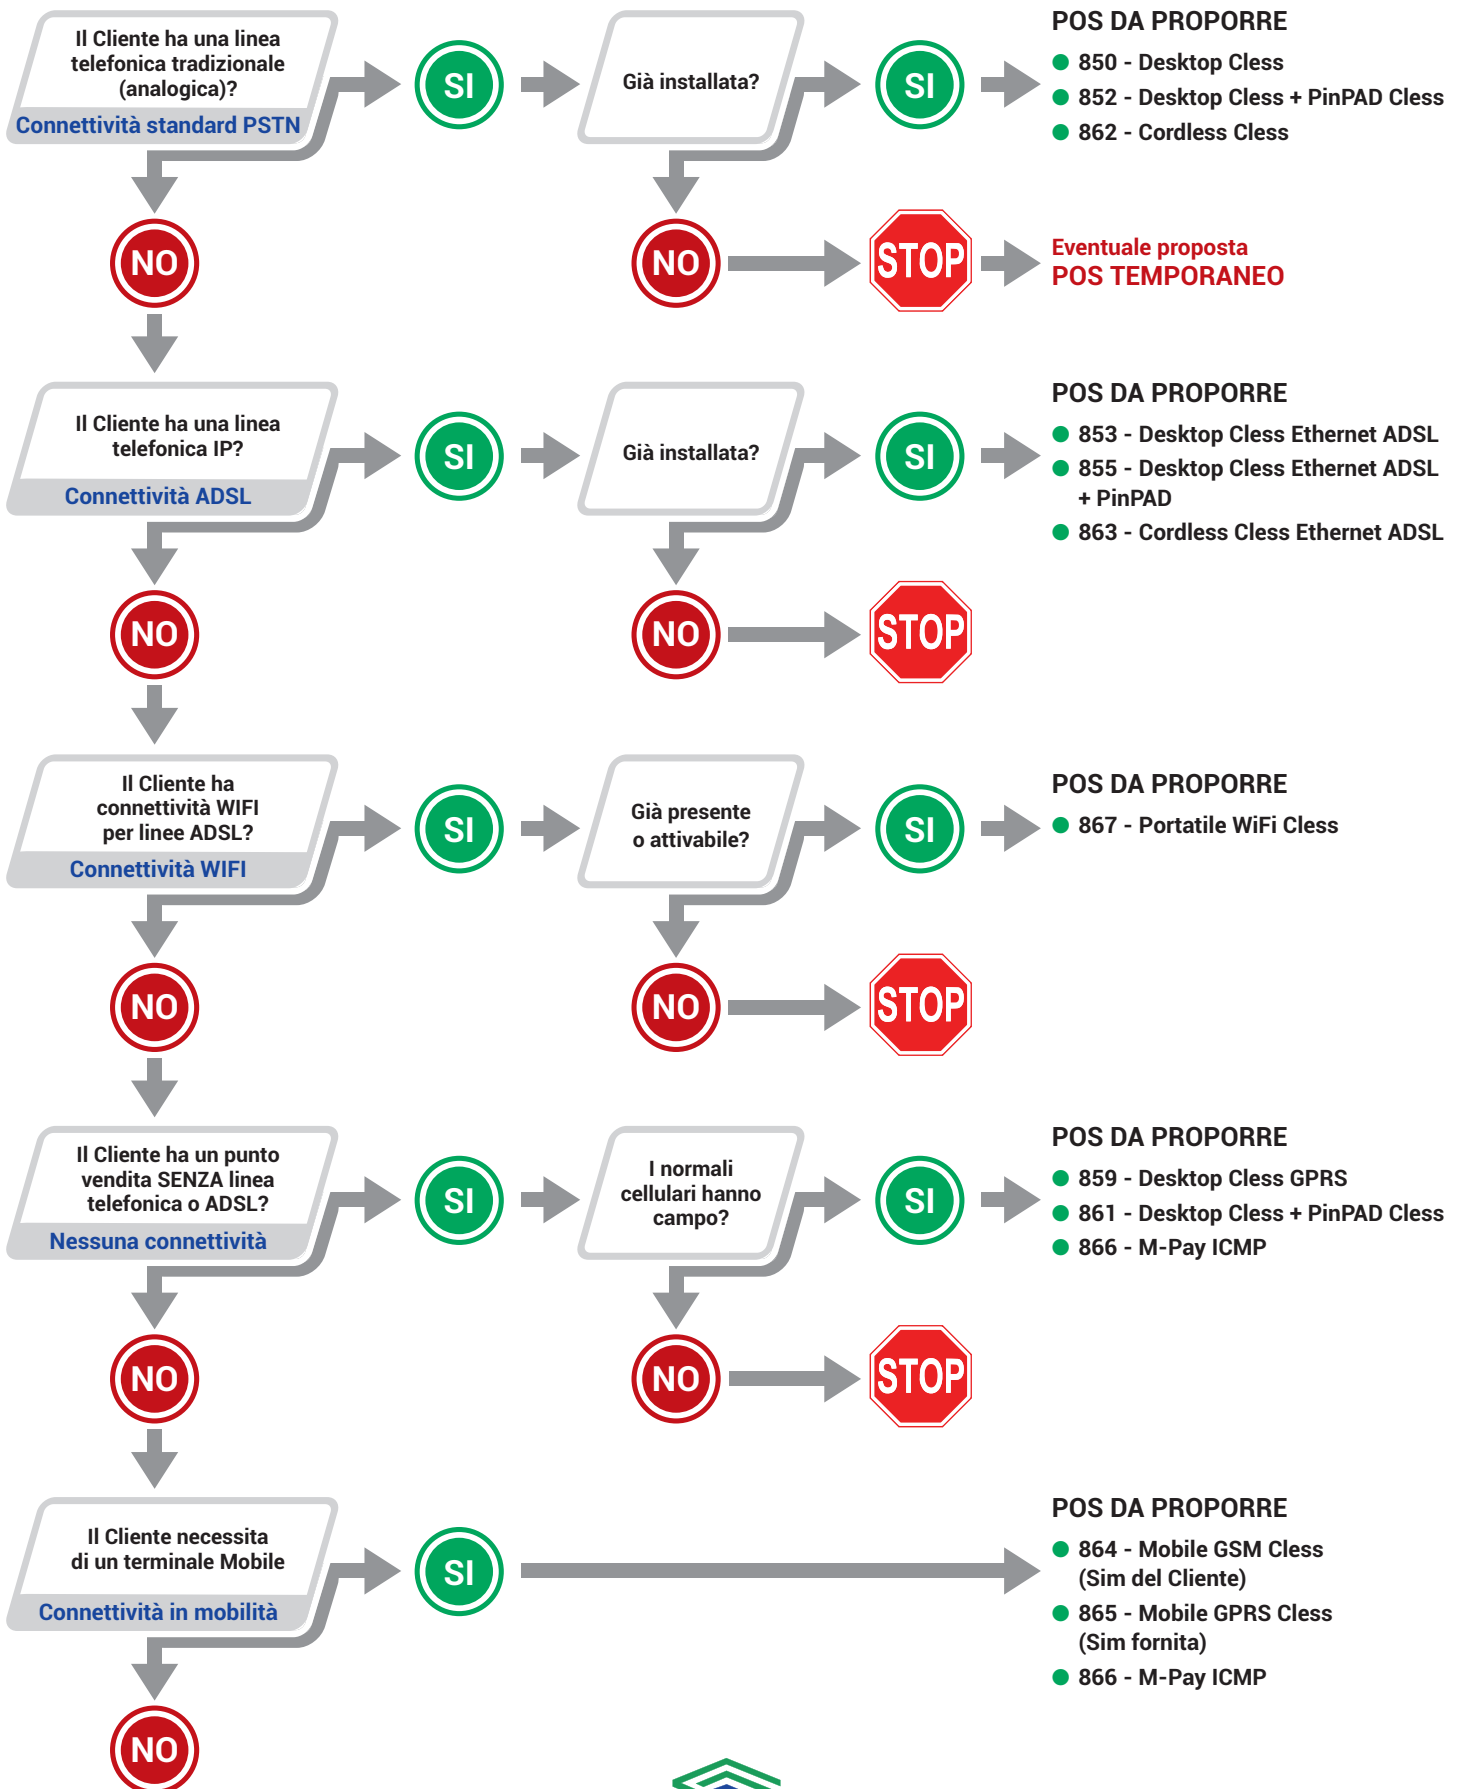 Il Cliente ha una linea
telefonica tradizionale
(analogica)?
Connettività standard PSTN
SI
Già installata?
SI
POS DA PROPORRE
850 - Desktop Cless
852 - Desktop Cless + PinPAD Cless
862 - Cordless Cless
NO
NO
STOP
Eventuale proposta
POS TEMPORANEO
Il Cliente ha una linea
telefonica IP?
Connettività ADSL
SI
Già installata?
SI
POS DA PROPORRE
853 - Desktop Cless Ethernet ADSL
855 - Desktop Cless Ethernet ADSL
+ PinPAD
863 - Cordless Cless Ethernet ADSL
NO
NO
STOP
Il Cliente ha
connettività WIFI
per linee ADSL?
Connettività WIFI
SI
Già presente
o attivabile?
SI
POS DA PROPORRE
867 - Portatile WiFi Cless
NO
NO
STOP
Il Cliente ha un punto
vendita SENZA linea
telefonica o ADSL?
Nessuna connettività
SI
I normali
cellulari hanno
campo?
SI
POS DA PROPORRE
859 - Desktop Cless GPRS
861 - Desktop Cless + PinPAD Cless
866 - M-Pay ICMP
NO
NO
STOP
Il Cliente necessita
di un terminale Mobile
Connettività in mobilità
SI
POS DA PROPORRE
864 - Mobile GSM Cless
(Sim del Cliente)
865 - Mobile GPRS Cless
(Sim fornita)
866 - M-Pay ICMP
NO